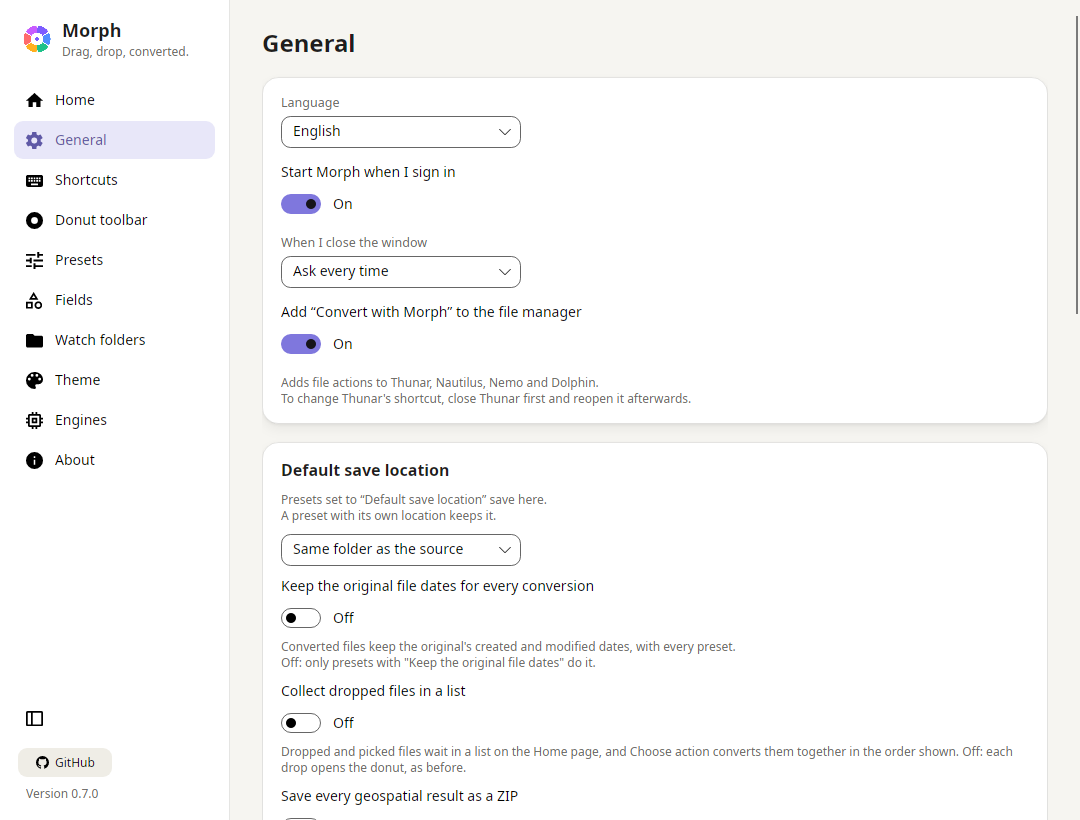 Morph
Drag, drop, converted.
Home
General
Shortcuts
Donut toolbar
Presets
Fields
Watch folders
Theme
Engines
About
GitHub
Version 0.7.0
General
Language
English
Start Morph when I sign in
On
When I close the window
Ask every time
Add “Convert with Morph” to the file manager
On
Adds file actions to Thunar, Nautilus, Nemo and Dolphin.
To change Thunar's shortcut, close Thunar first and reopen it afterwards.
Default save location
Presets set to “Default save location” save here.
A preset with its own location keeps it.
Same folder as the source
Keep the original file dates for every conversion
Off
Converted files keep the original's created and modified dates, with every preset.
Off: only presets with "Keep the original file dates" do it.
Collect dropped files in a list
Off
Dropped and picked files wait in a list on the Home page, and Choose action converts them together in the order shown. Off: each
drop opens the donut, as before.
Save every geospatial result as a ZIP